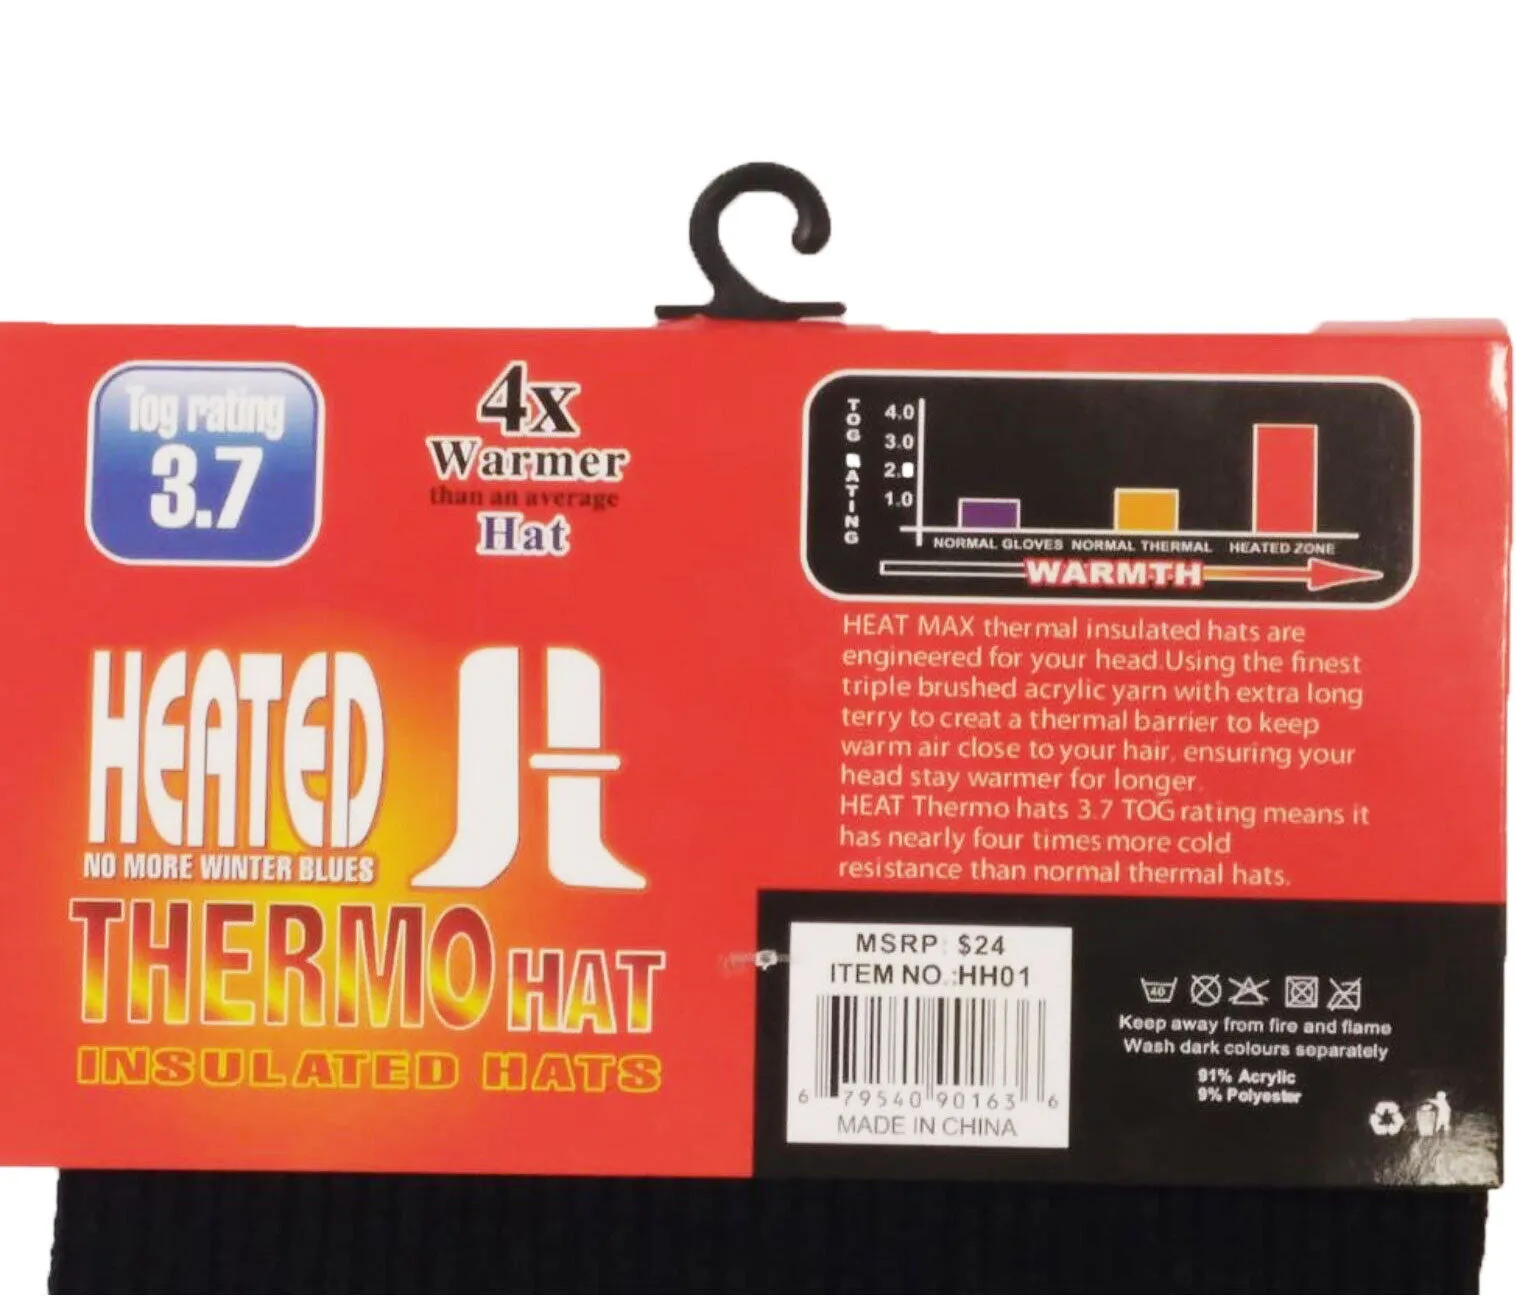 Tog rating
3.7
4x
Warmer
than an average
Hat
HEATED
NO MORE WINTER BLUES
THERMO HAT
INSULATED HATS
TOG RATING
4.0
3.0
2.0
1.0
NORMAL GLOVES NORMAL THERMAL HEATED ZONE
WARMTH
HEAT MAX thermal insulated hats are
engineered for your head.Using the finest
triple brushed acrylic yarn with extra long
terry to creat a thermal barrier to keep
warm air close to your hair, ensuring your
head stay warmer for longer.
HEAT Thermo hats 3.7 TOG rating means it
has nearly four times more cold
resistance than normal thermal hats.
MSRP: $24
ITEM NO.:HH01
6 79540 90163 6
MADE IN CHINA
40
Keep away from fire and flame
Wash dark colours separately
91% Acrylic
9% Polyester